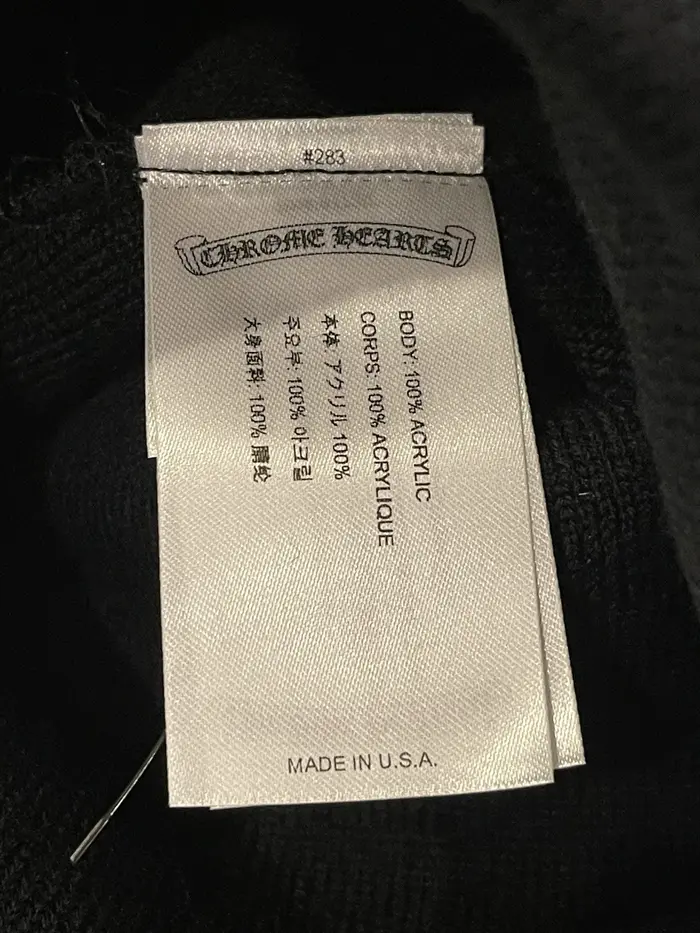 #283
CHROME HEARTS
BODY: 100% ACRYLIC
CORPS: 100% ACRYLIQUE
本体: アクリル 100%
주요부: 100% 아크릴
大身面料: 100% 腈纶
MADE IN U.S.A.